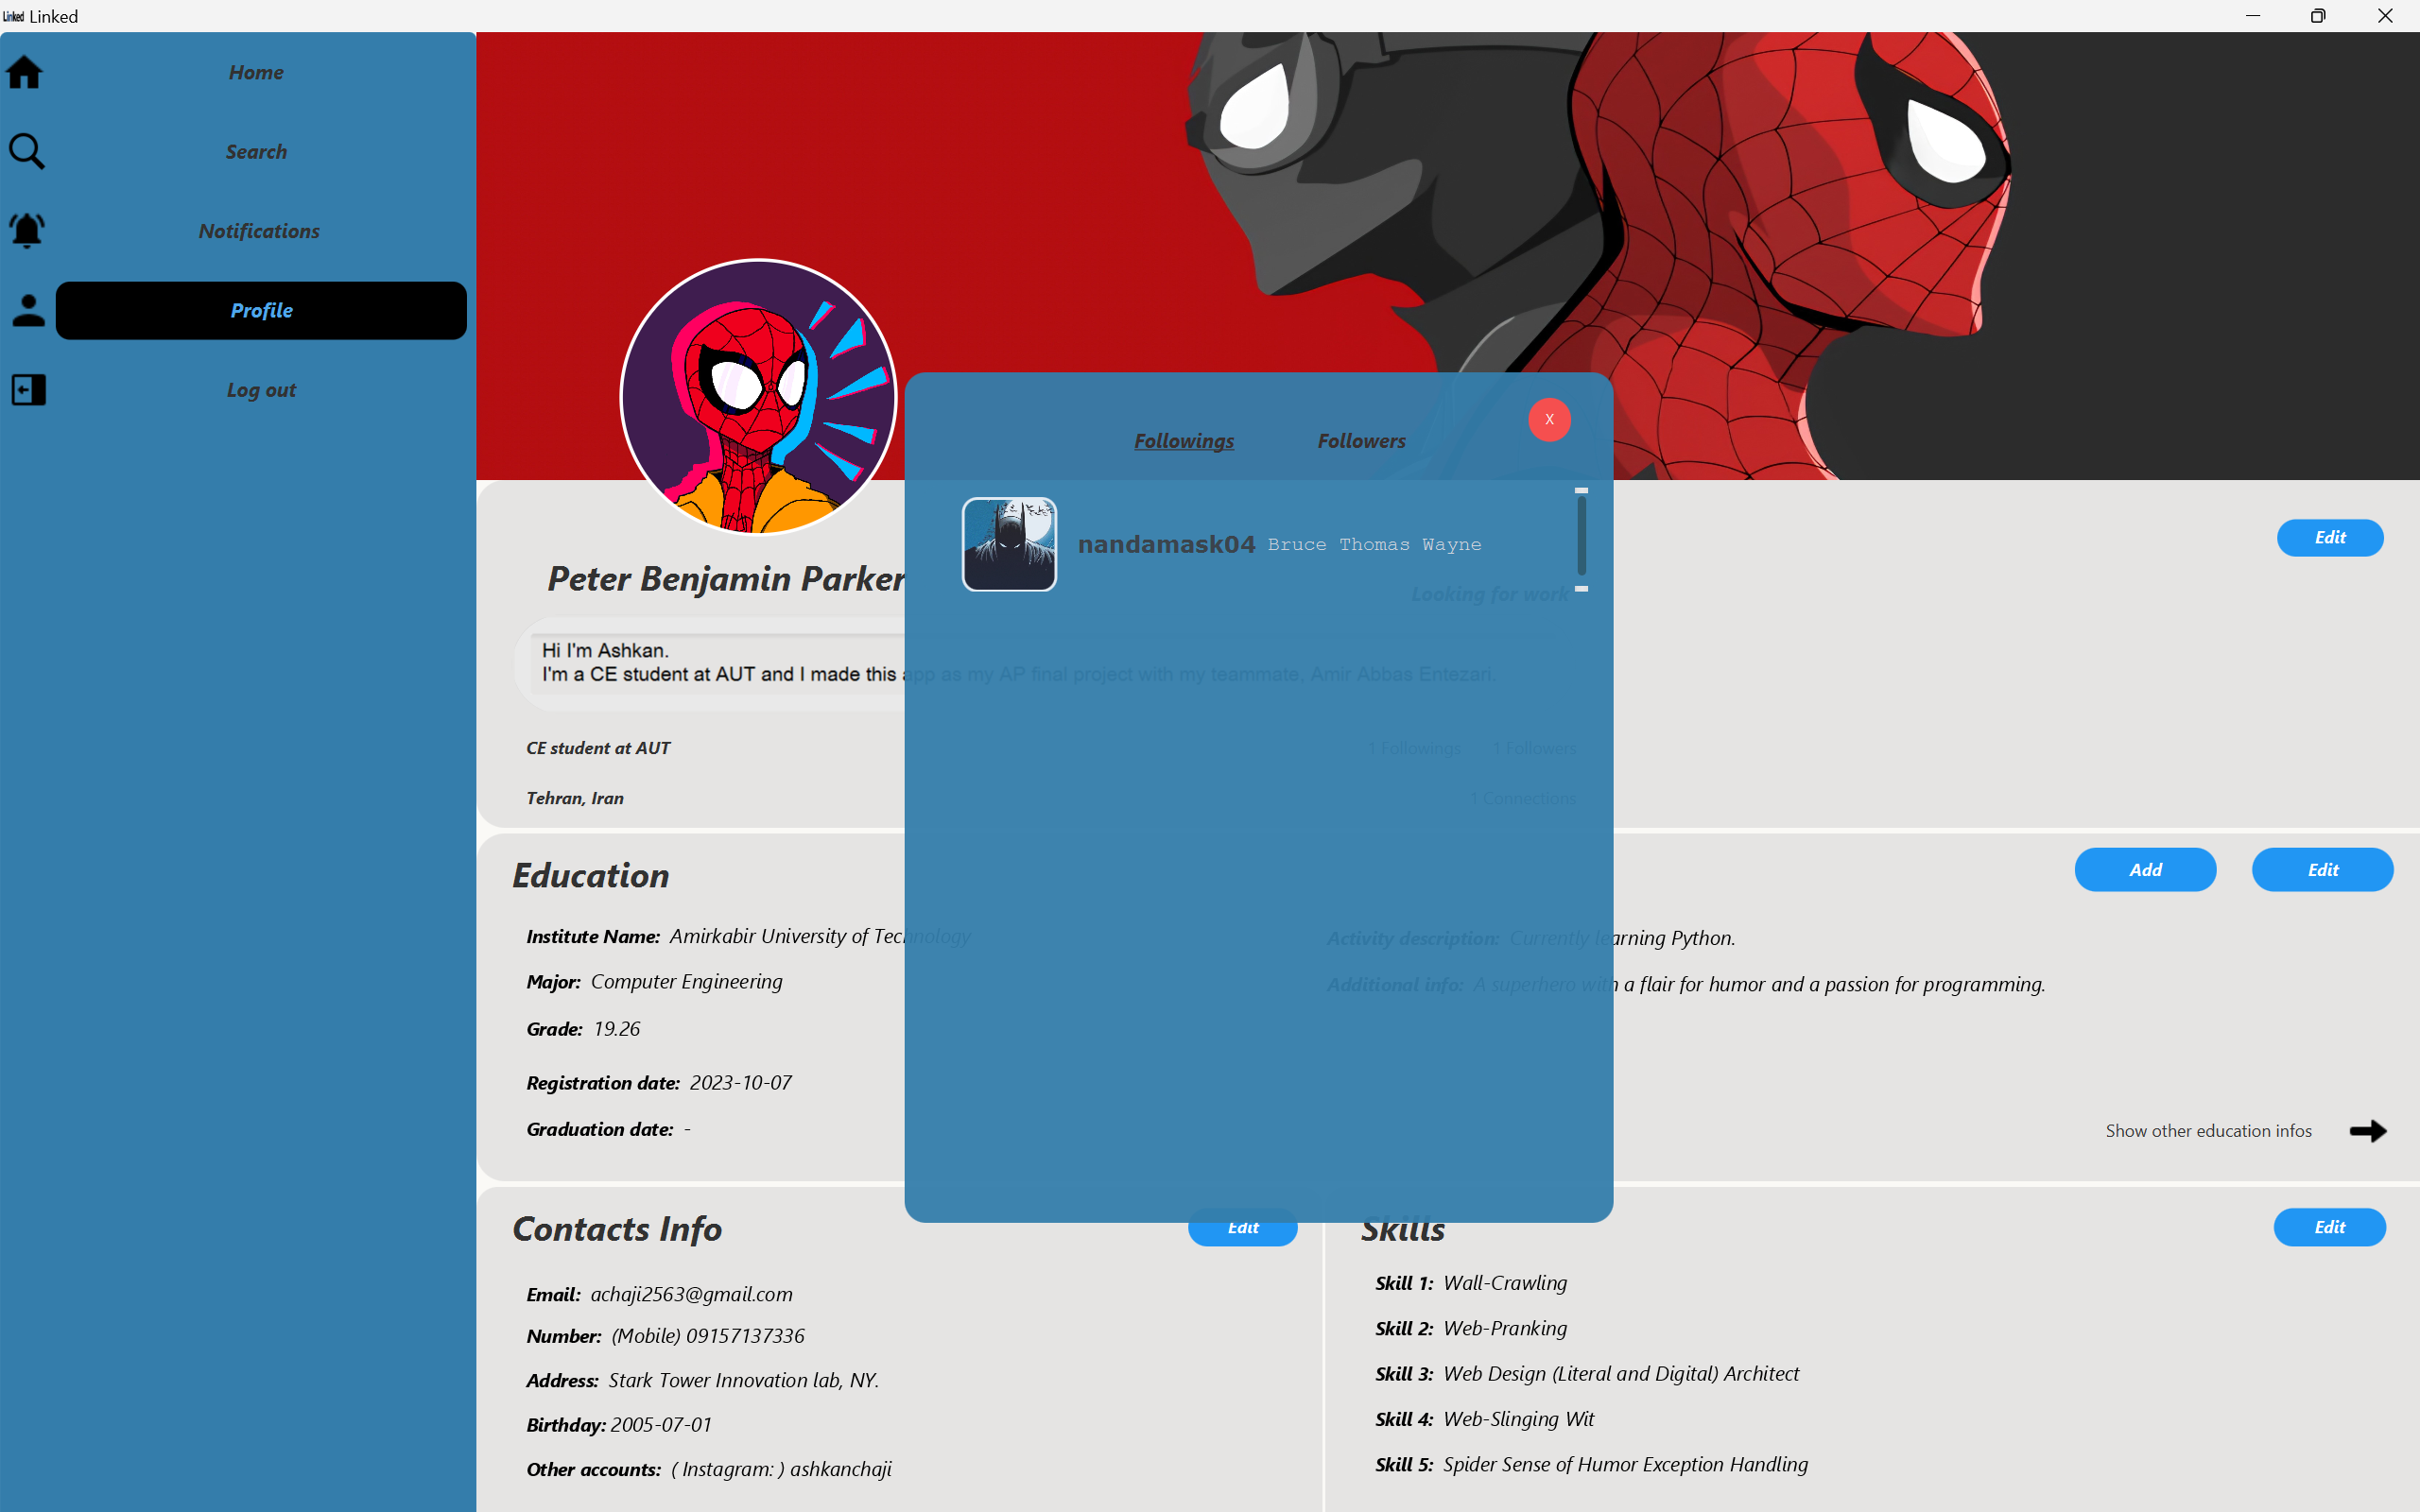 Linked Linked
Home
Search
Notifications
Profile
Log out
Followings Followers X
nandamask04 Bruce Thomas Wayne
Edit
Peter Benjamin Parker
Looking for work
Hi I'm Ashkan.
I'm a CE student at AUT and I made this app as my AP final project with my teammate, Amir Abbas Entezari.
CE student at AUT
1 Followings 1 Followers
Tehran, Iran
1 Connections
Education
Add Edit
Institute Name: Amirkabir University of Technology
Major: Computer Engineering
Grade: 19.26
Registration date: 2023-10-07
Graduation date: -
Activity description: Currently learning Python.
Additional info: A superhero with a flair for humor and a passion for programming.
Show other education infos
Contacts Info
Edit
Email: achaji2563@gmail.com
Number: (Mobile) 09157137336
Address: Stark Tower Innovation lab, NY.
Birthday: 2005-07-01
Other accounts: ( Instagram: ) ashkanchaji
Skills
Edit
Skill 1: Wall-Crawling
Skill 2: Web-Pranking
Skill 3: Web Design (Literal and Digital) Architect
Skill 4: Web-Slinging Wit
Skill 5: Spider Sense of Humor Exception Handling